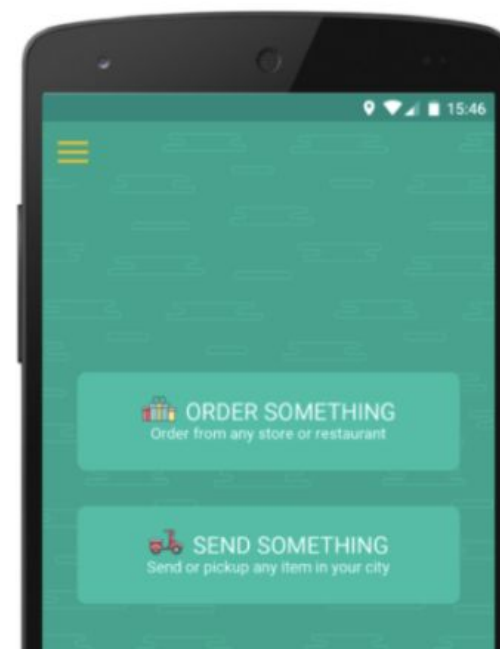 15:46
ORDER SOMETHING
Order from any store or restaurant
SEND SOMETHING
Send or pickup any item in your city